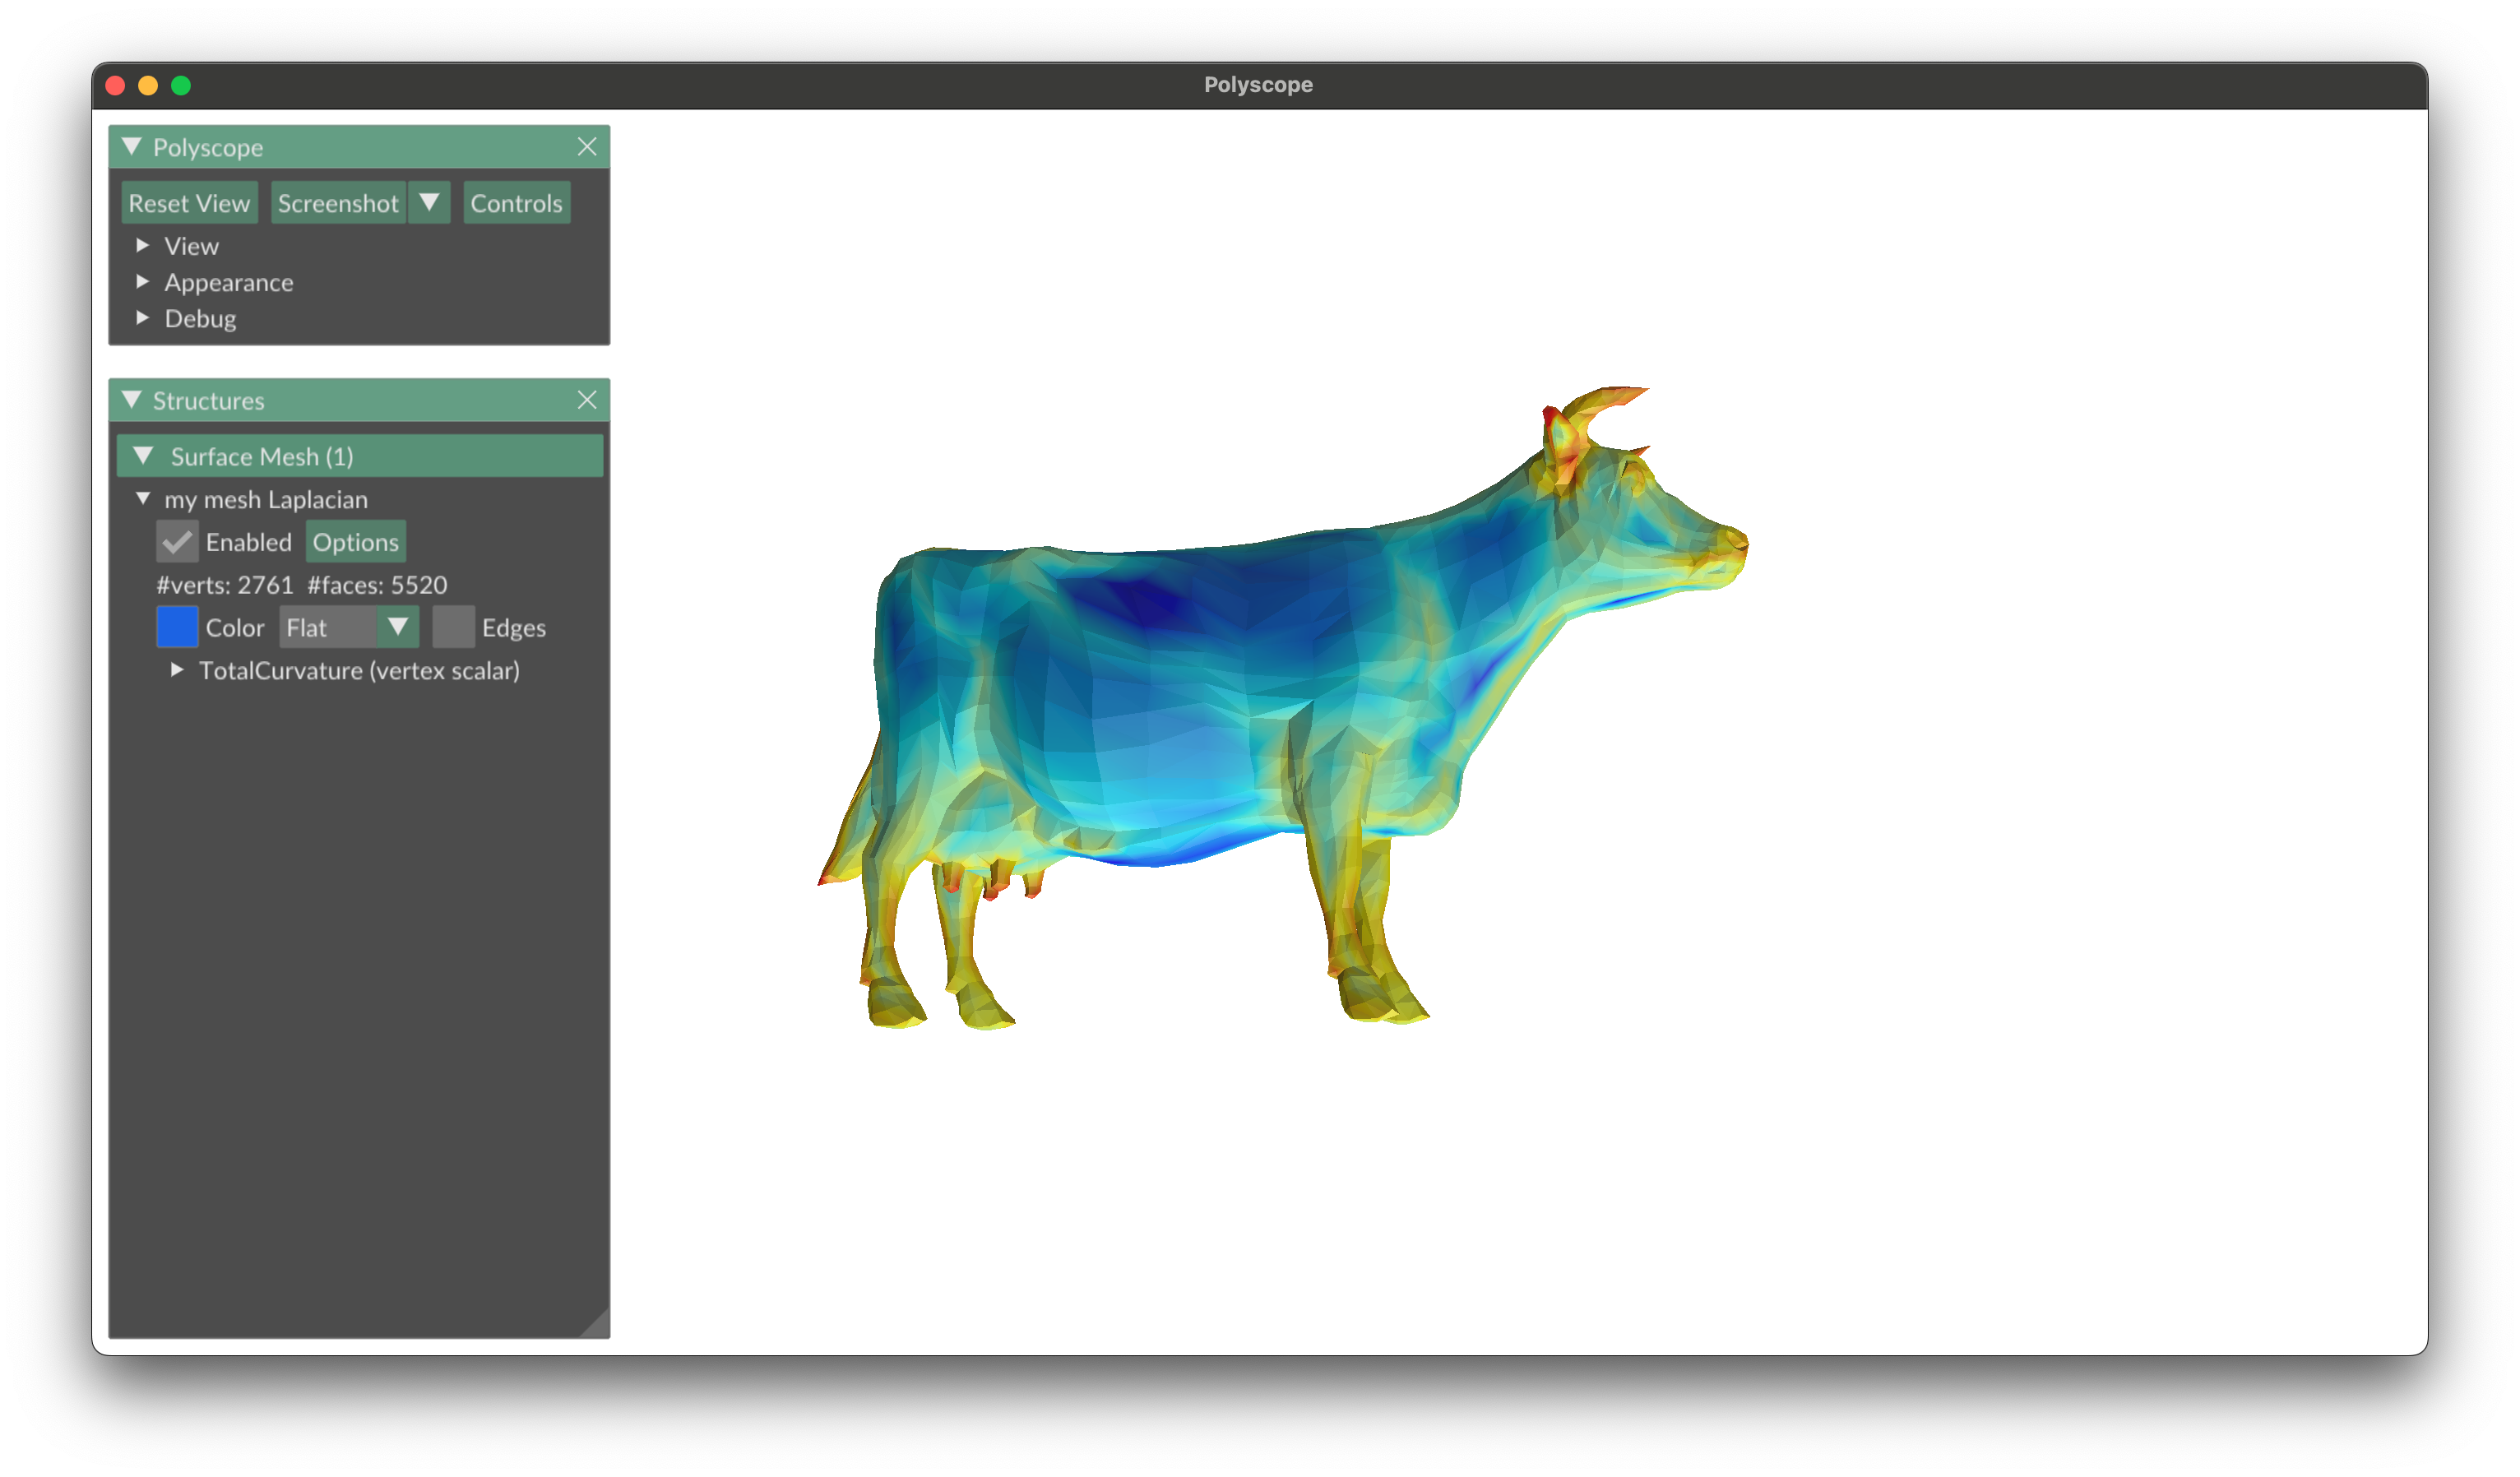 Polyscope
Polyscope
Reset View Screenshot Controls
View
Appearance
Debug
Structures
Surface Mesh (1)
my mesh Laplacian
Enabled Options
#verts: 2761 #faces: 5520
Color Flat Edges
TotalCurvature (vertex scalar)